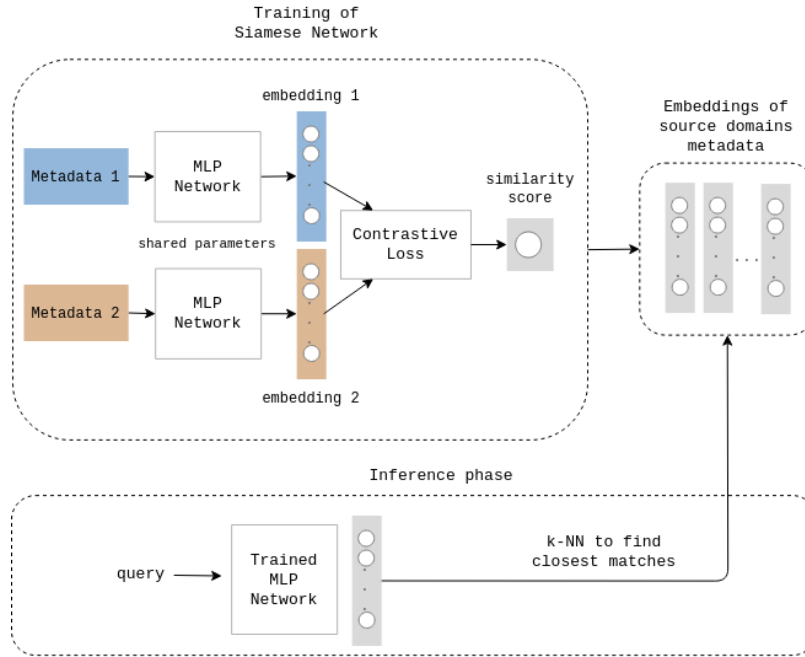 Training of
Siamese Network
embedding 1
Metadata 1
MLP
Network
shared parameters
Metadata 2
MLP
Network
embedding 2
Contrastive
Loss
similarity
score
Embeddings of
source domains
metadata
...
Inference phase
query
Trained
MLP
Network
k-NN to find
closest matches